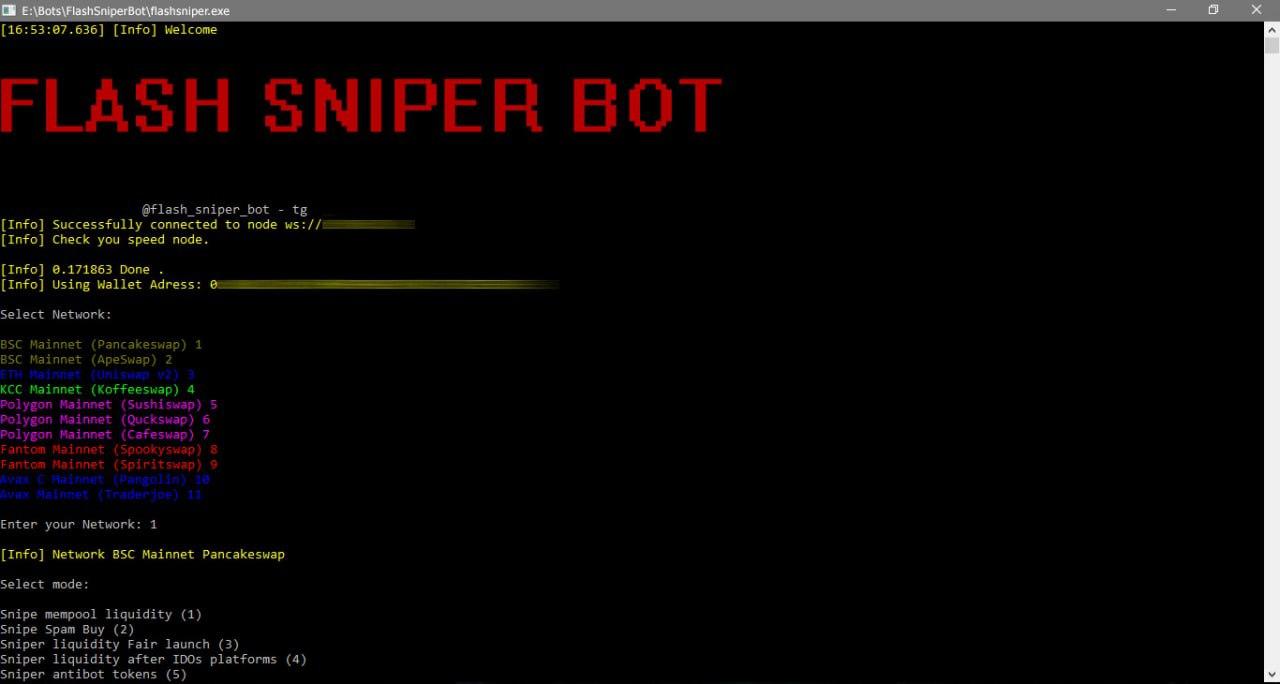 E:\Bots\FlashSniperBot\flashsniper.exe
[16:53:07.636] [Info] Welcome
FLASH SNIPER BOT
@flash_sniper_bot - tg
[Info] Successfully connected to node ws://
[Info] Check you speed node.
[Info] 0.171863 Done .
[Info] Using Wallet Adress: 0
Select Network:
BSC Mainnet (Pancakeswap) 1
BSC Mainnet (ApeSwap) 2
ETH Mainnet (Uniswap v2) 3
KCC Mainnet (Koffeeswap) 4
Polygon Mainnet (Sushiswap) 5
Polygon Mainnet (Quckswap) 6
Polygon Mainnet (Cafeswap) 7
Fantom Mainnet (Spookyswap) 8
Fantom Mainnet (Spiritswap) 9
Avax C Mainnet (Pangolin) 10
Avax Mainnet (Traderjoe) 11
Enter your Network: 1
[Info] Network BSC Mainnet Pancakeswap
Select mode:
Snipe mempool liquidity (1)
Snipe Spam Buy (2)
Sniper liquidity Fair launch (3)
Sniper liquidity after IDOs platforms (4)
Sniper antibot tokens (5)